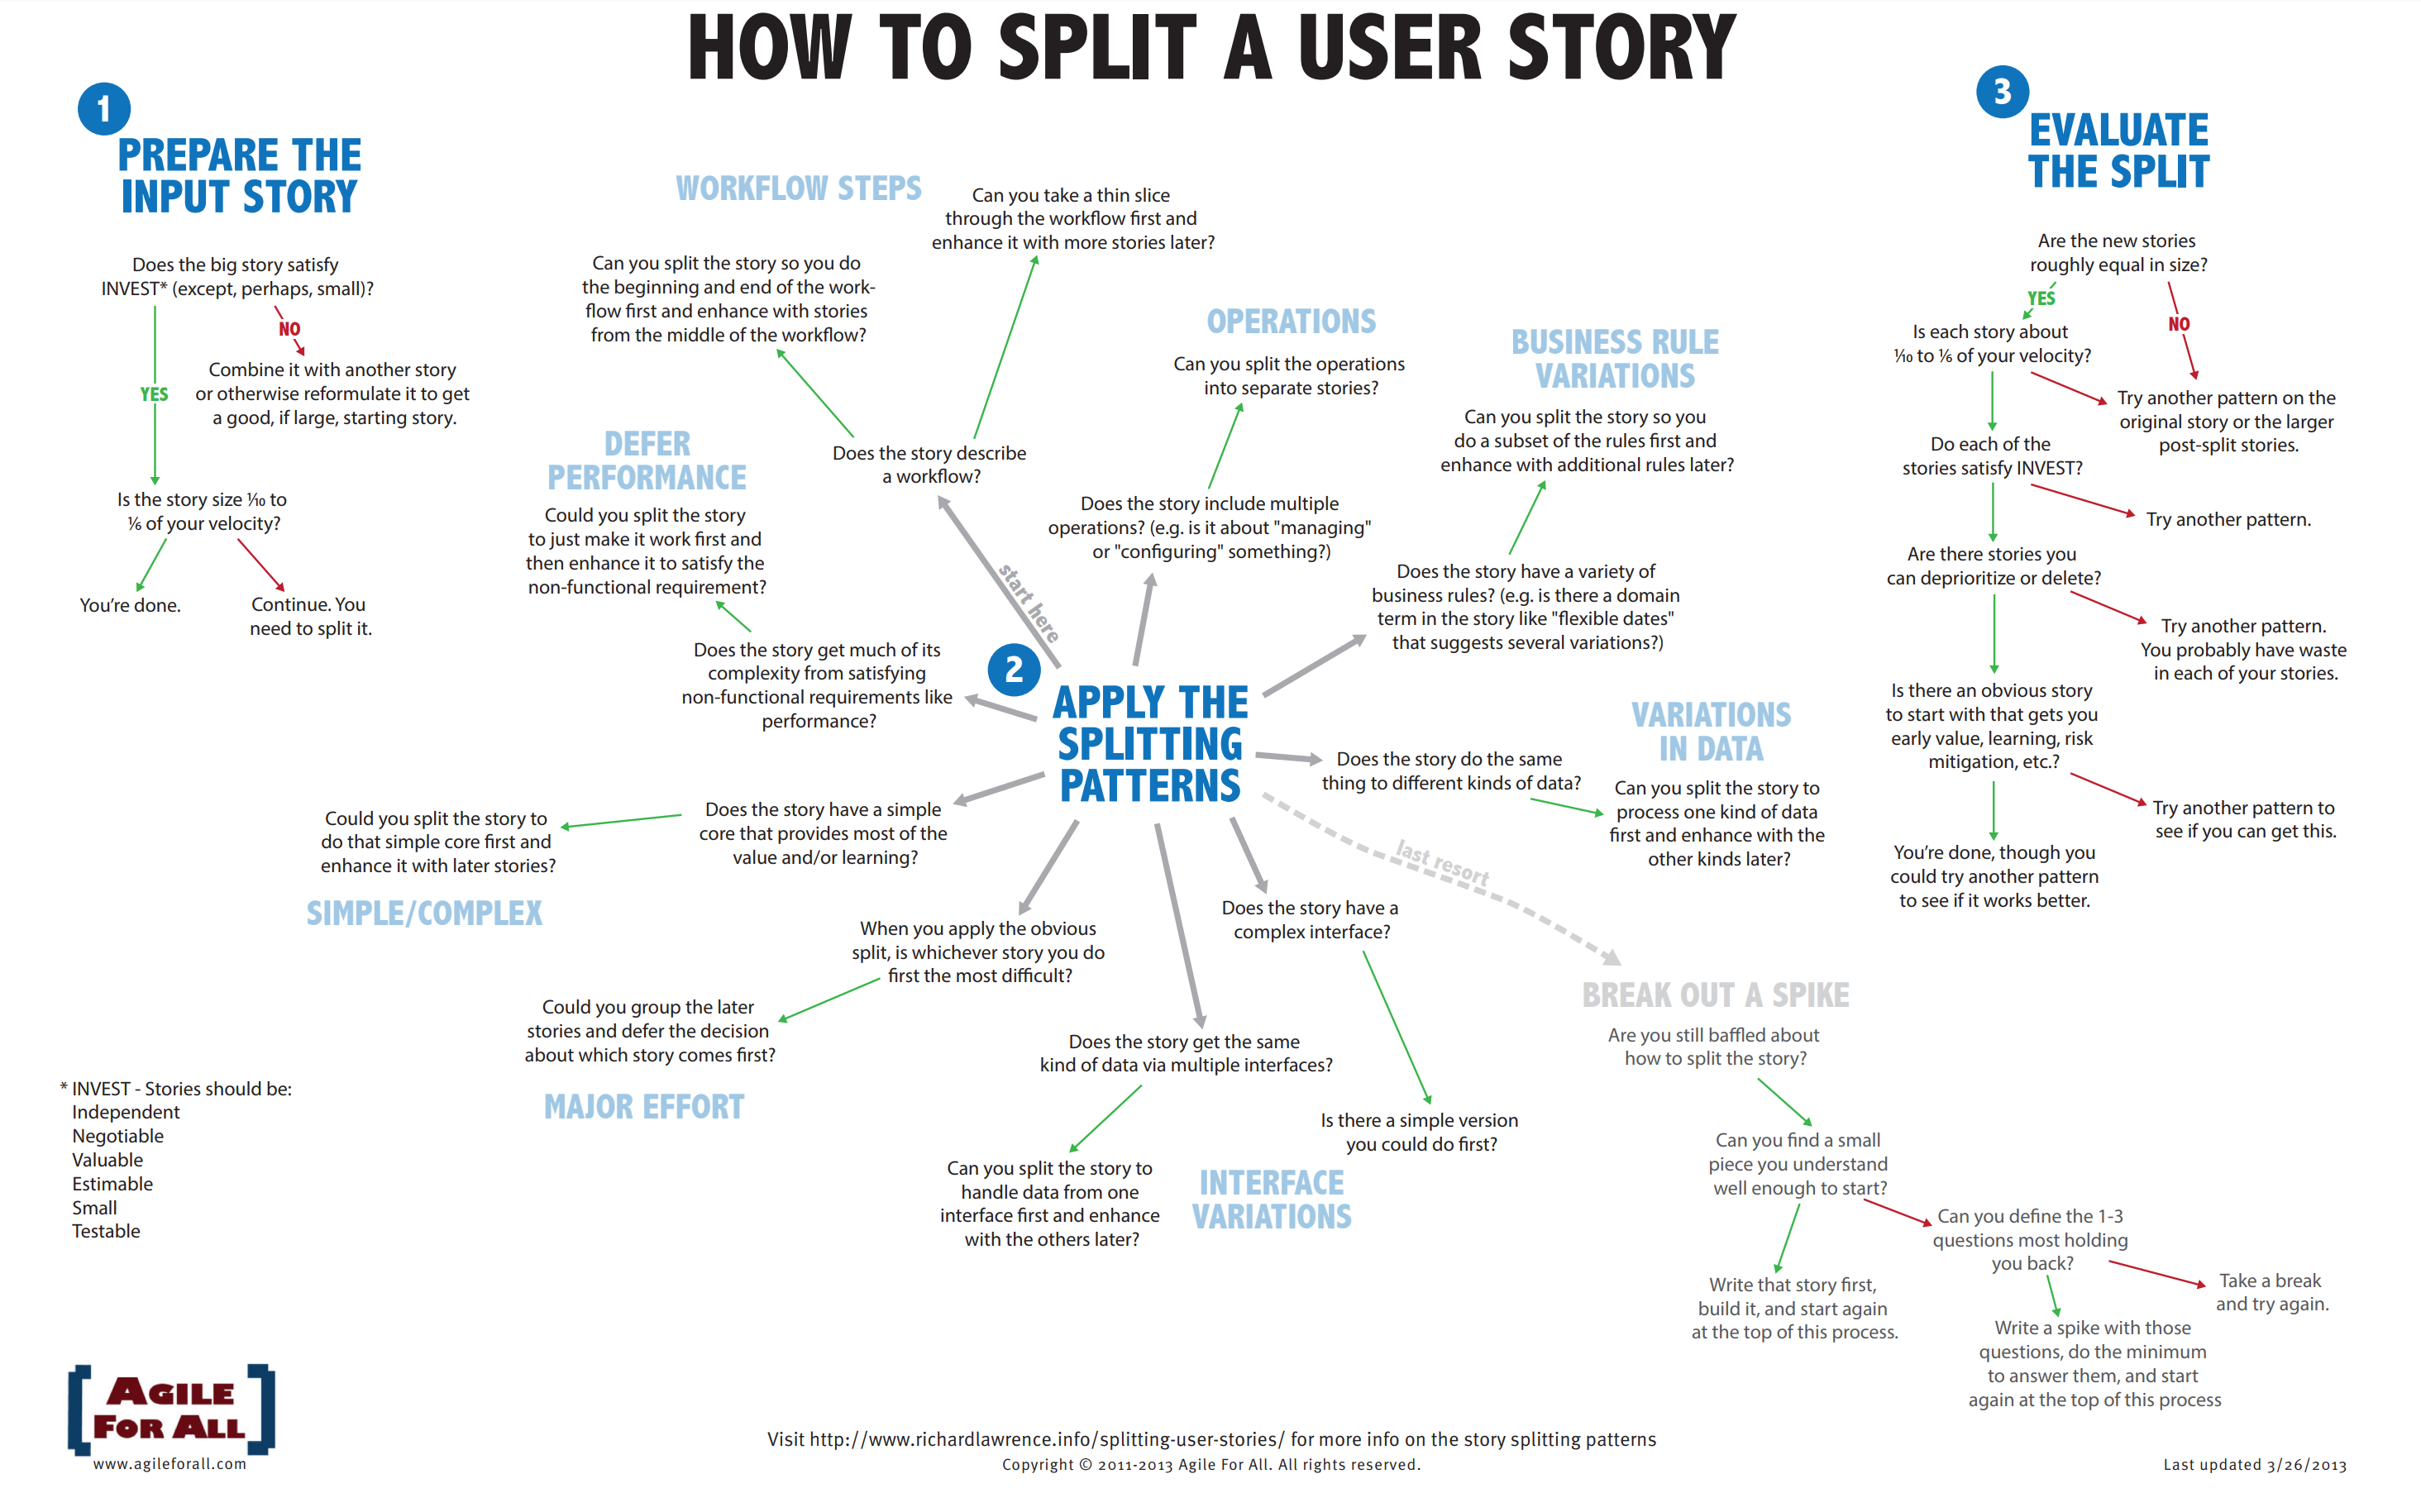 HOW TO SPLIT A USER STORY
1
PREPARE THE
INPUT STORY
Does the big story satisfy
INVEST* (except, perhaps, small)?
YES
NO
Combine it with another story
or otherwise reformulate it to get
a good, if large, starting story.
Is the story size 1/10 to
1/6 of your velocity?
You're done.
Continue. You
need to split it.
* INVEST - Stories should be:
Independent
Negotiable
Valuable
Estimable
Small
Testable
2
APPLY THE
SPLITTING
PATTERNS
start here
WORKFLOW STEPS
Does the story describe
a workflow?
Can you split the story so you do
the beginning and end of the work-
flow first and enhance with stories
from the middle of the workflow?
Can you take a thin slice
through the workflow first and
enhance it with more stories later?
OPERATIONS
Can you split the operations
into separate stories?
Does the story include multiple
operations? (e.g. is it about "managing"
or "configuring" something?)
BUSINESS RULE
VARIATIONS
Can you split the story so you
do a subset of the rules first and
enhance with additional rules later?
Does the story have a variety of
business rules? (e.g. is there a domain
term in the story like "flexible dates"
that suggests several variations?)
VARIATIONS
IN DATA
Does the story do the same
thing to different kinds of data?
Can you split the story to
process one kind of data
first and enhance with the
other kinds later?
Does the story have a
complex interface?
Is there a simple version
you could do first?
INTERFACE
VARIATIONS
Does the story get the same
kind of data via multiple interfaces?
Can you split the story to
handle data from one
interface first and enhance
with the others later?
When you apply the obvious
split, is whichever story you do
first the most difficult?
Could you group the later
stories and defer the decision
about which story comes first?
MAJOR EFFORT
Does the story have a simple
core that provides most of the
value and/or learning?
Could you split the story to
do that simple core first and
enhance it with later stories?
SIMPLE/COMPLEX
DEFER
PERFORMANCE
Could you split the story
to just make it work first and
then enhance it to satisfy the
non-functional requirement?
Does the story get much of its
complexity from satisfying
non-functional requirements like
performance?
last resort
BREAK OUT A SPIKE
Are you still baffled about
how to split the story?
Can you find a small
piece you understand
well enough to start?
Write that story first,
build it, and start again
at the top of this process.
Can you define the 1-3
questions most holding
you back?
Take a break
and try again.
Write a spike with those
questions, do the minimum
to answer them, and start
again at the top of this process
3
EVALUATE
THE SPLIT
Are the new stories
roughly equal in size?
YES
NO
Is each story about
1/10 to 1/6 of your velocity?
Try another pattern on the
original story or the larger
post-split stories.
Do each of the
stories satisfy INVEST?
Try another pattern.
Are there stories you
can deprioritize or delete?
Try another pattern.
You probably have waste
in each of your stories.
Is there an obvious story
to start with that gets you
early value, learning, risk
mitigation, etc.?
Try another pattern to
see if you can get this.
You're done, though you
could try another pattern
to see if it works better.
[AGILE
FOR ALL]
www.agileforall.com
Visit http://www.richardlawrence.info/splitting-user-stories/ for more info on the story splitting patterns
Copyright © 2011-2013 Agile For All. All rights reserved.
Last updated 3/26/2013